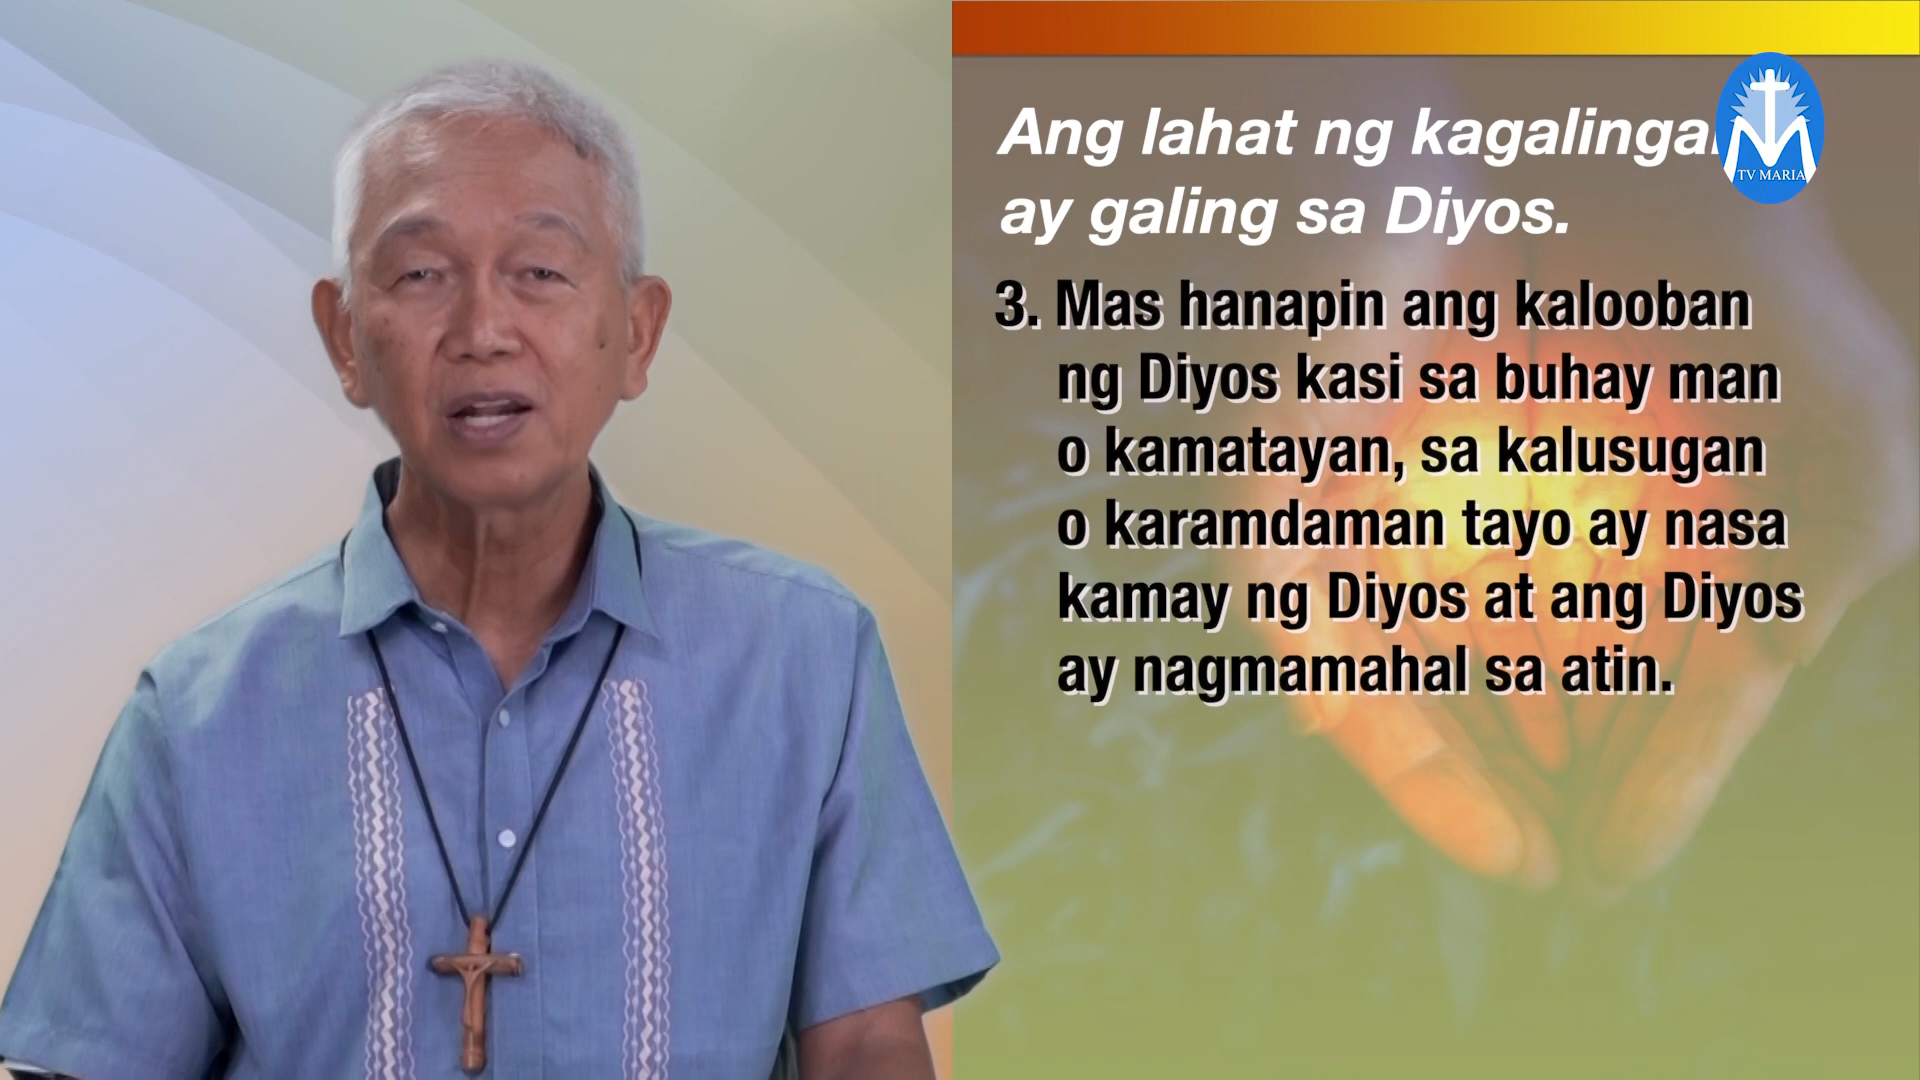 Ang lahat ng kagalingan
ay galing sa Diyos.
3. Mas hanapin ang kalooban
ng Diyos kasi sa buhay man
o kamatayan, sa kalusugan
o karamdaman tayo ay nasa
kamay ng Diyos at ang Diyos
ay nagmamahal sa atin.
TV MARIA